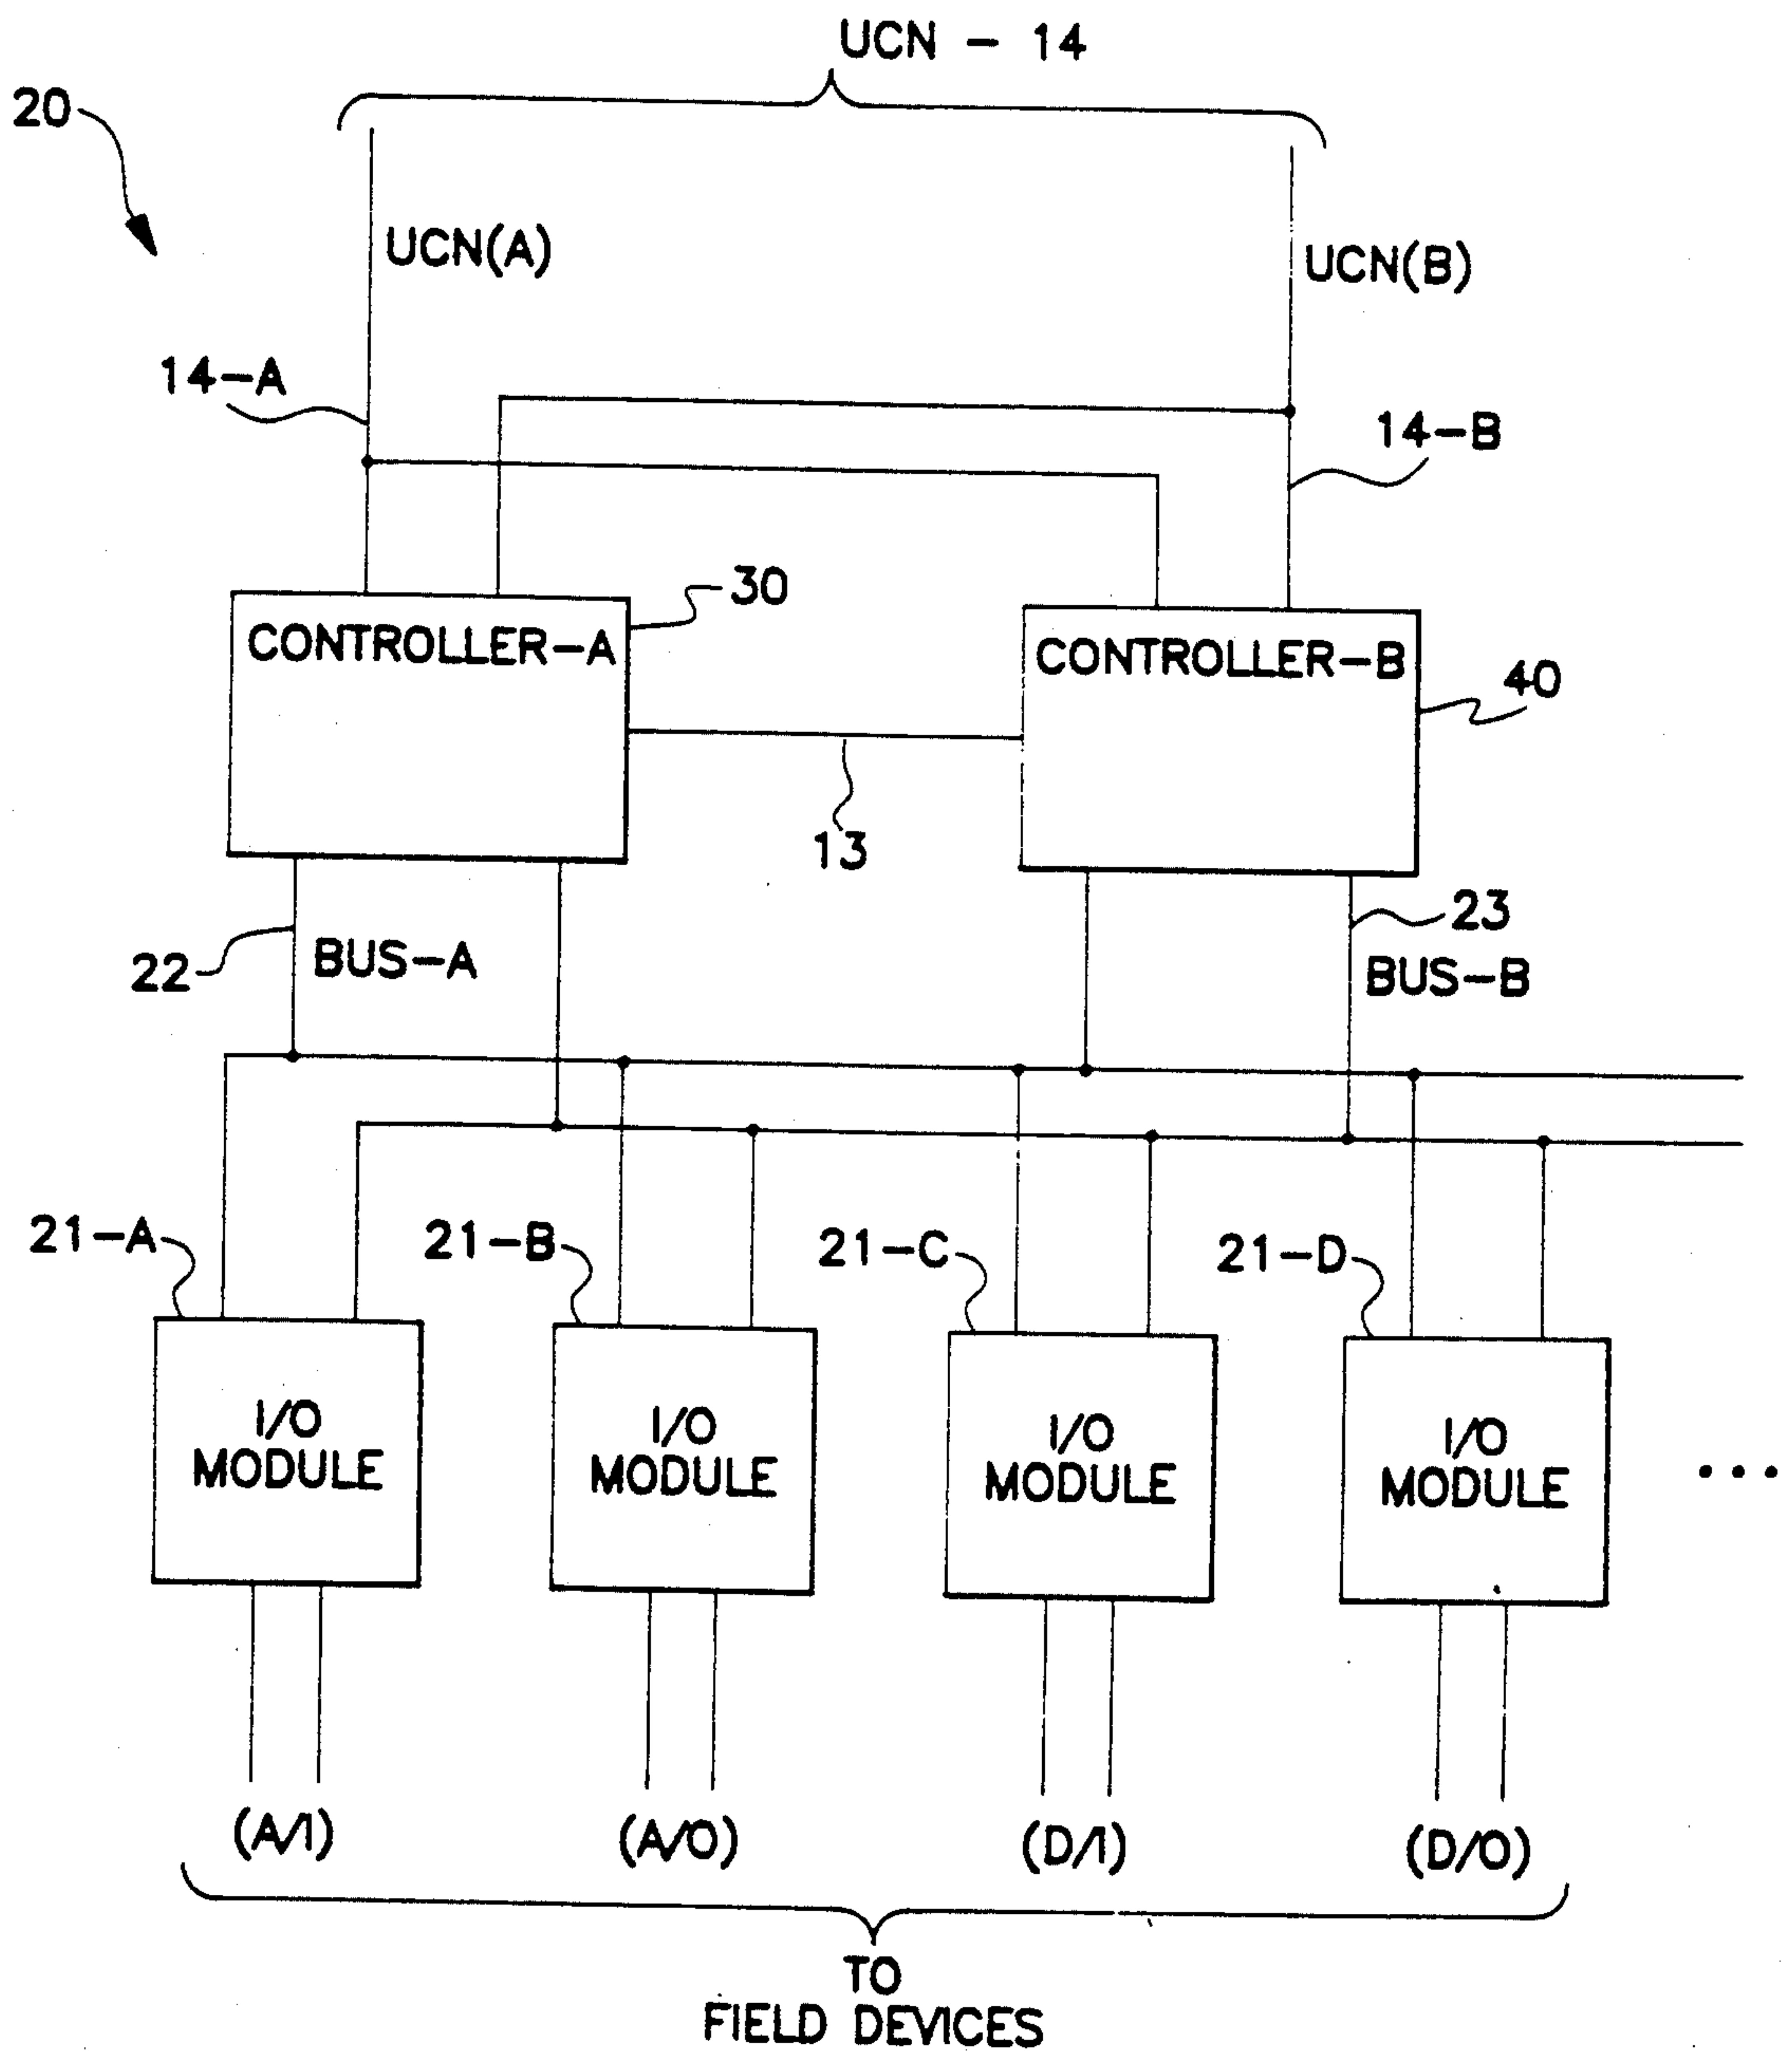 UCN - 14
20
UCN(A)
UCN(B)
14-A
14-B
30
CONTROLLER-A
CONTROLLER-B
40
13
23
22
BUS-A
BUS-B
21-A
21-B
21-C
21-D
I/O
MODULE
I/O
MODULE
I/O
MODULE
I/O
MODULE
(A/I)
(A/O)
(D/I)
(D/O)
TO
FIELD DEVICES